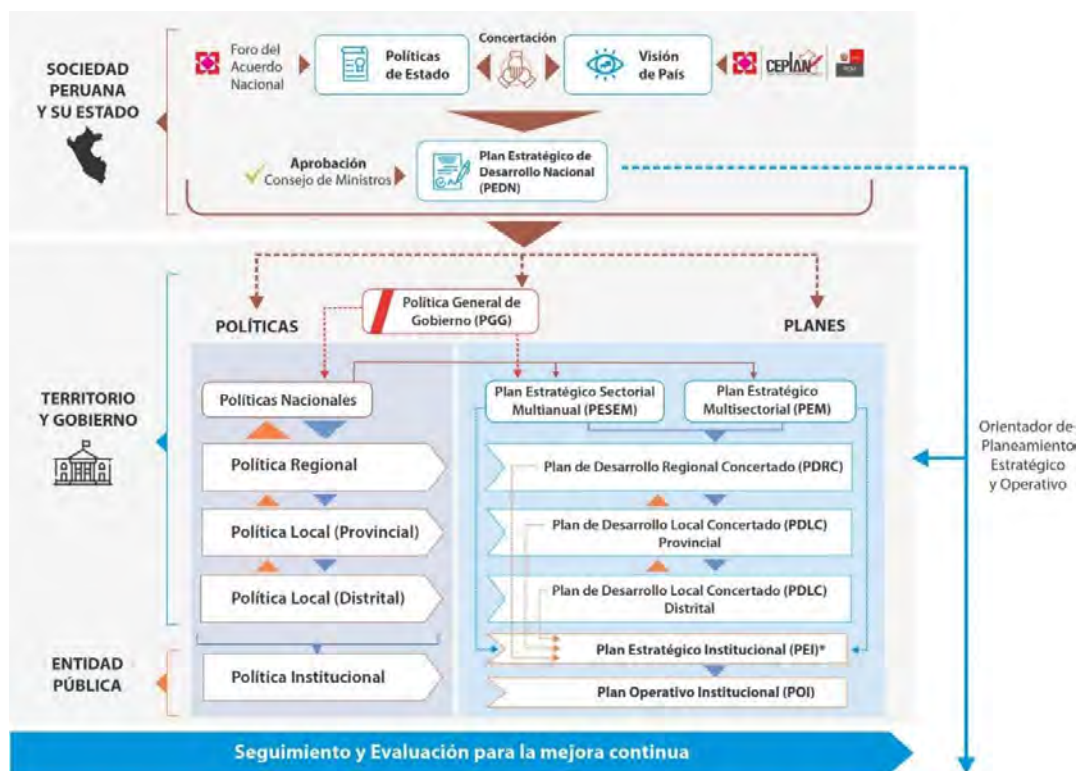 SOCIEDAD
PERUANA
Y SU ESTADO
Foro del
Acuerdo
Nacional
Políticas
de Estado
Concertación
Visión
de País
CEPLAN
Aprobación
Consejo de Ministros
Plan Estratégico de
Desarrollo Nacional
(PEDN)
Política General de
Gobierno (PGG)
POLÍTICAS
PLANES
TERRITORIO
Y GOBIERNO
Políticas Nacionales
Política Regional
Política Local (Provincial)
Política Local (Distrital)
Plan Estratégico Sectorial
Multianual (PESEM)
Plan Estratégico
Multisectorial (PEM)
Plan de Desarrollo Regional Concertado (PDRC)
Plan de Desarrollo Local Concertado (PDLC)
Provincial
Plan de Desarrollo Local Concertado (PDLC)
Distrital
Orientador de
Planeamiento
Estratégico
y Operativo
ENTIDAD
PÚBLICA
Política Institucional
Plan Estratégico Institucional (PEI)*
Plan Operativo Institucional (POI)
Seguimiento y Evaluación para la mejora continua